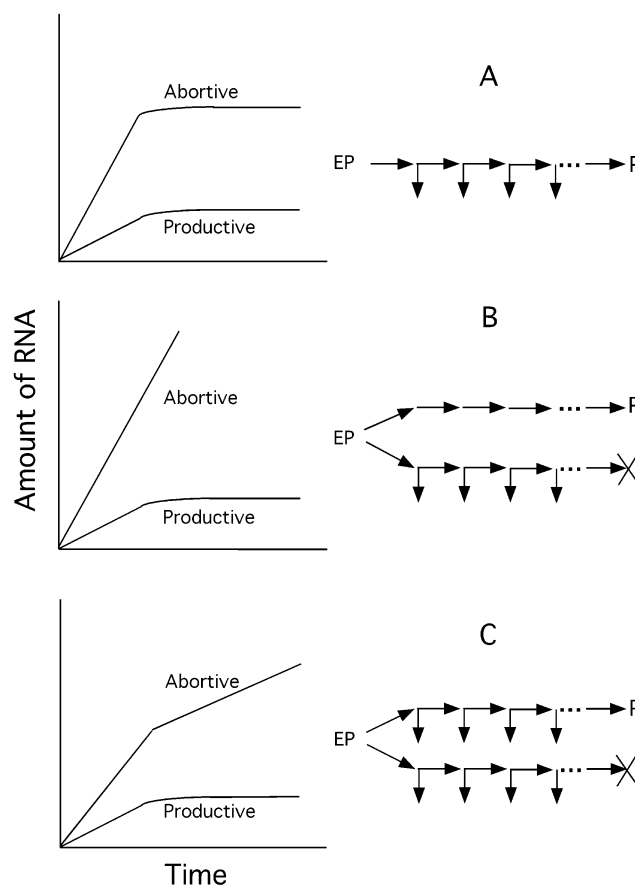 A
Abortive
EP
P
Productive
B
Abortive
EP
P
Productive
C
Abortive
EP
P
Productive
Amount of RNA
Time